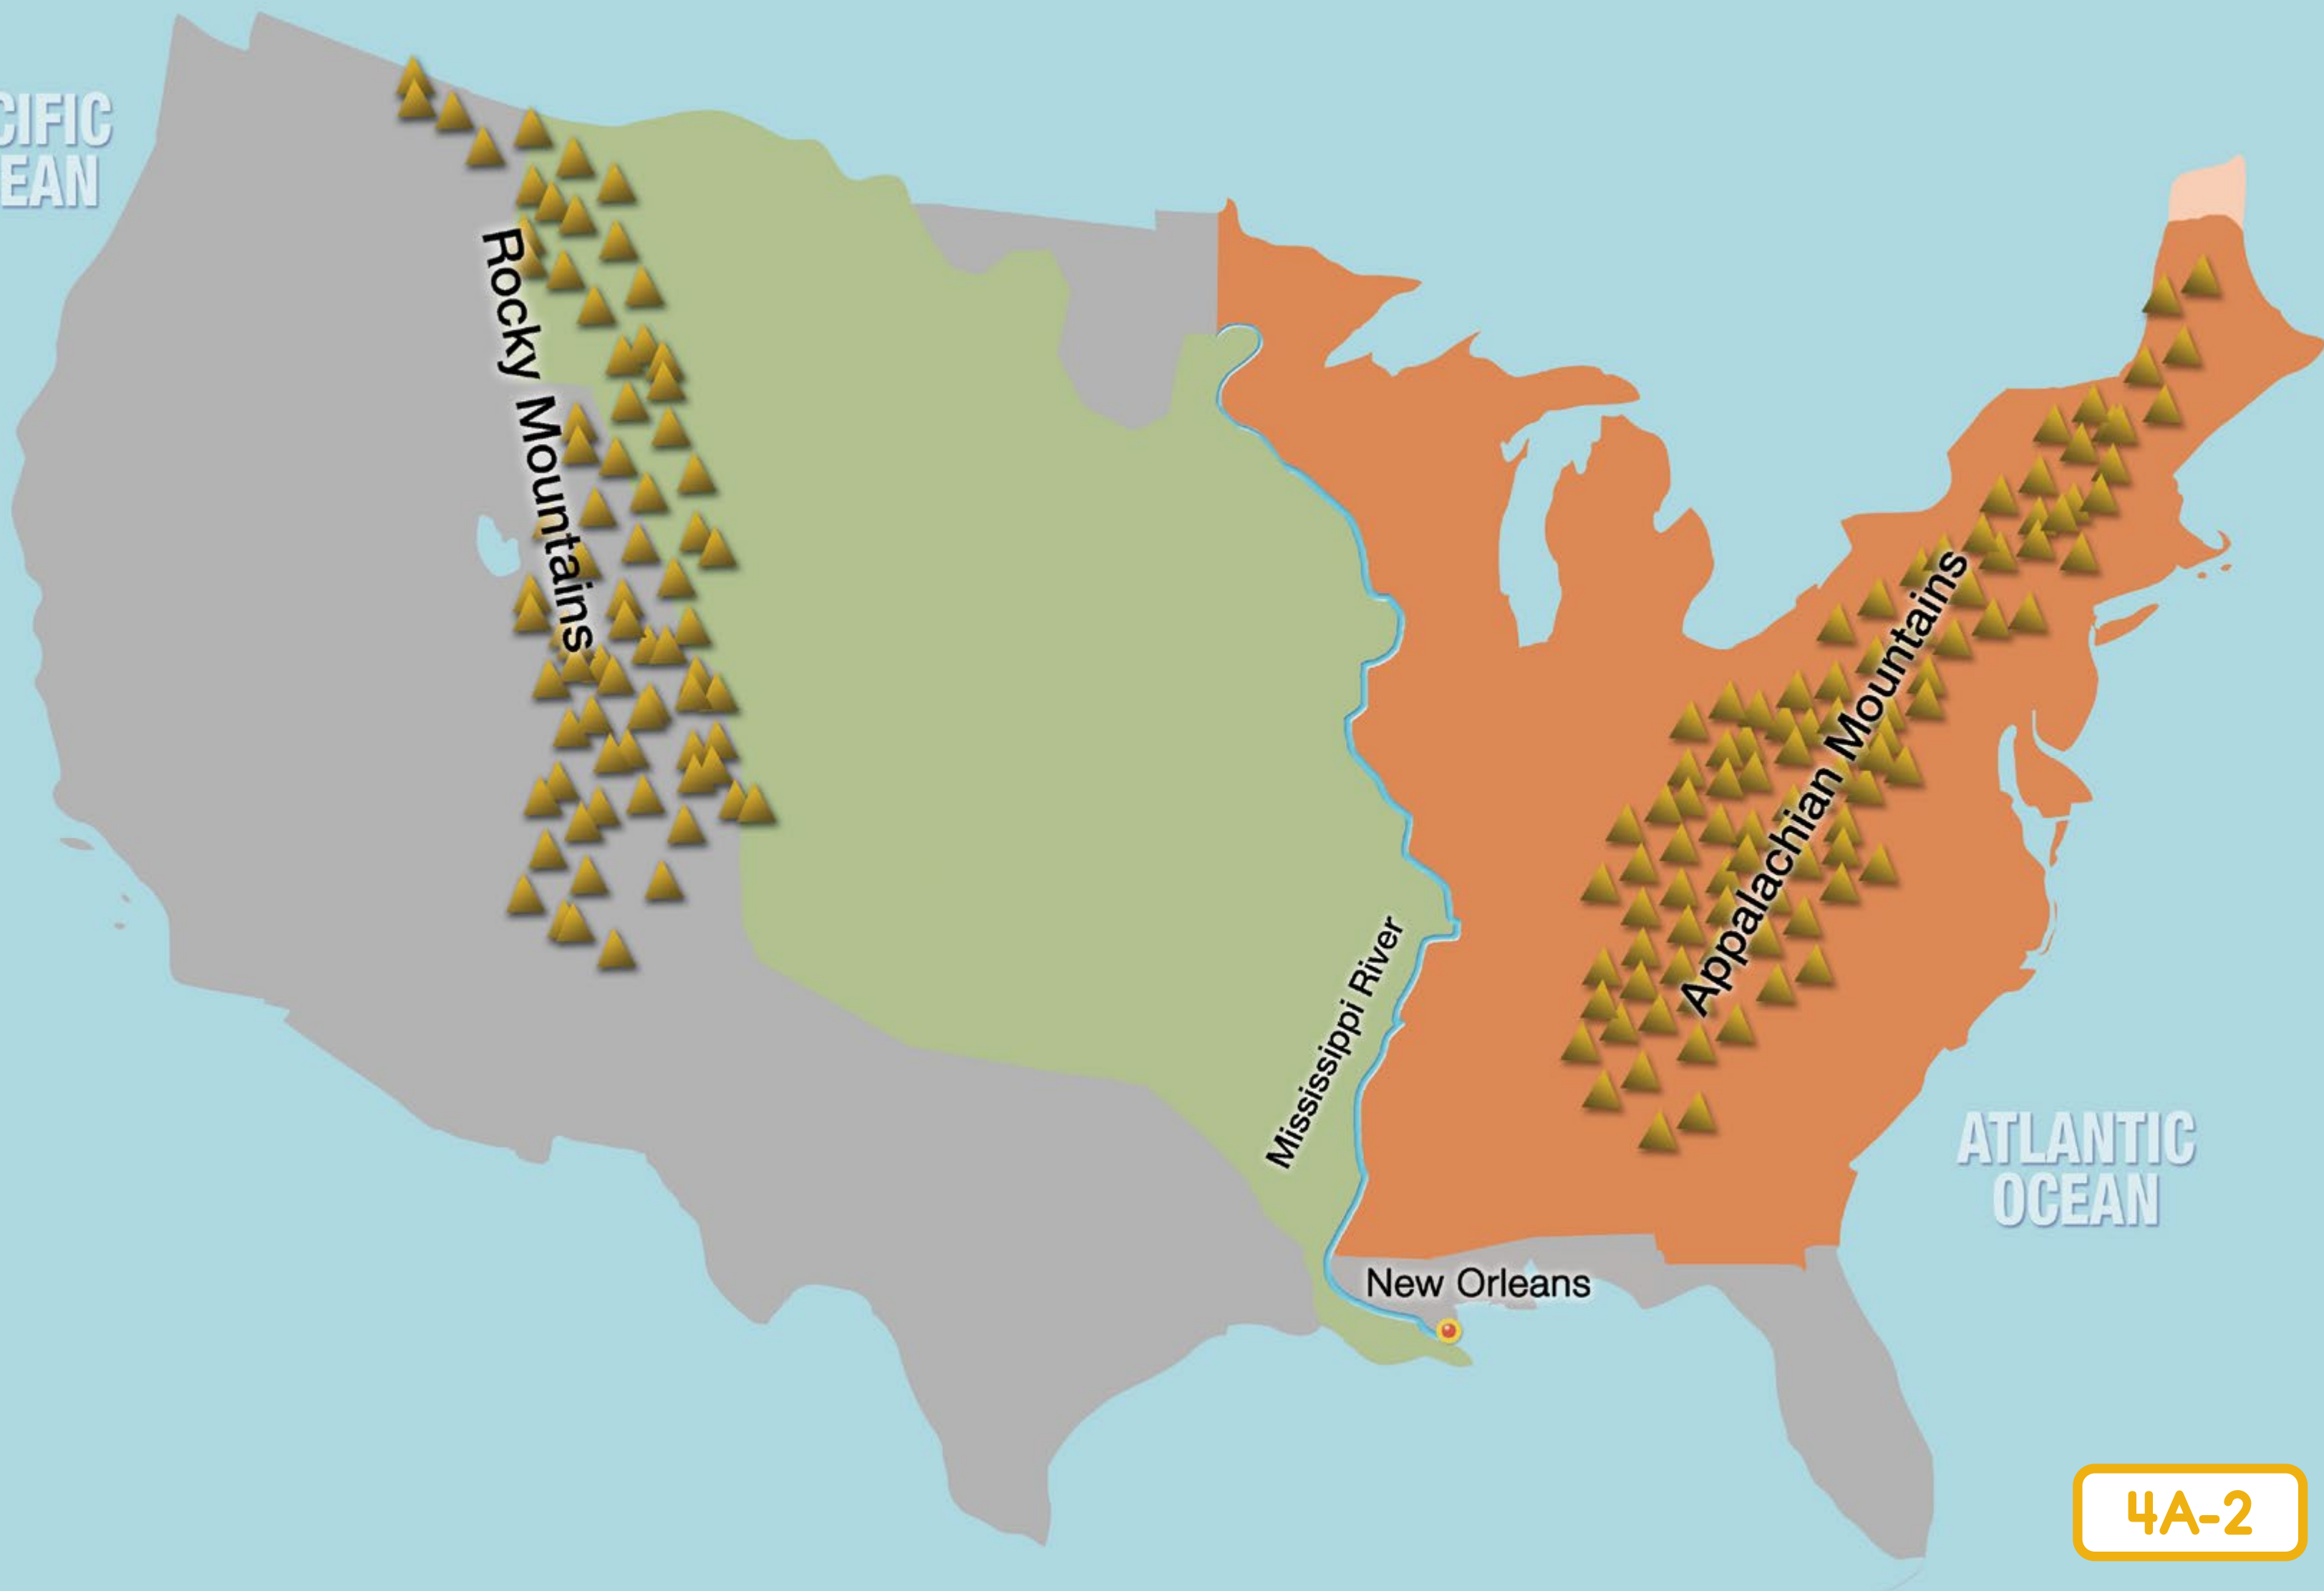 CIFIC
EAN
Rocky Mountains
Appalachian Mountains
Mississippi River
New Orleans
ATLANTIC
OCEAN
4A-2